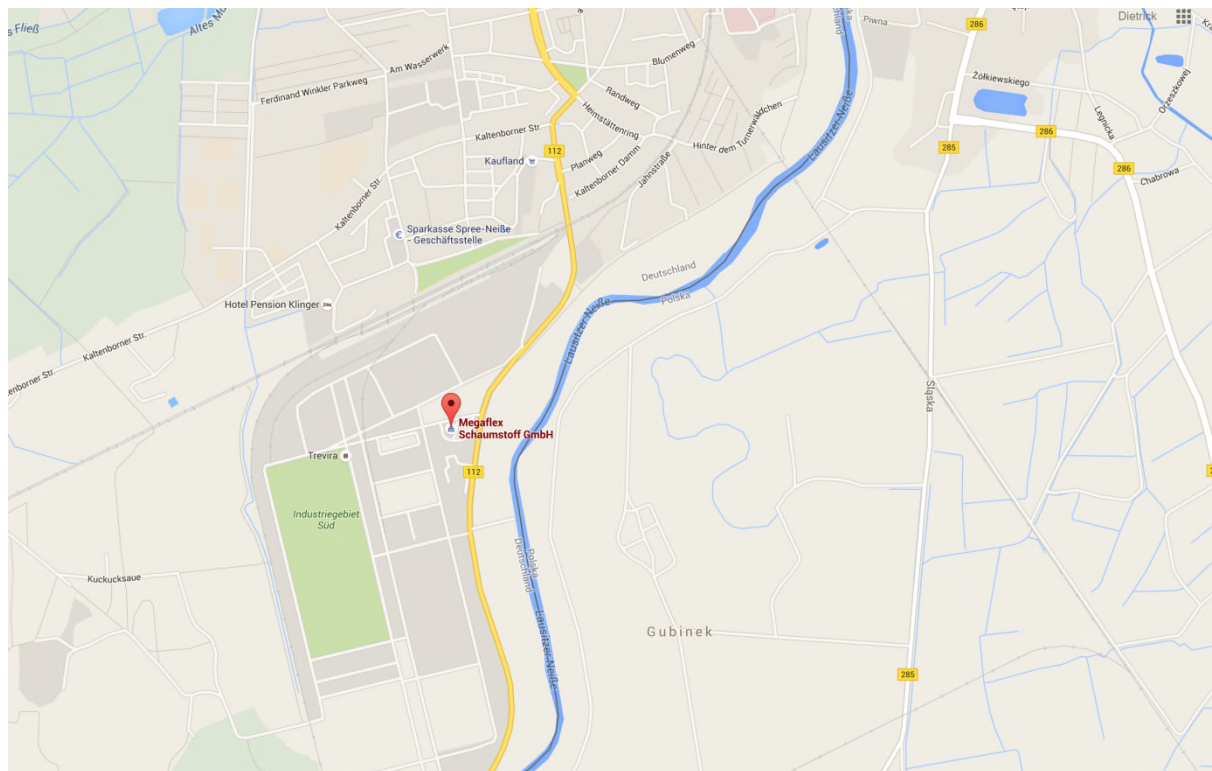 s Fließ
Altes Mu
Dietrick
Piwna
286
Blumenweg
Am Wasserwerk
Ferdinand Winkler Parkweg
Randweg
Żółkiewskiego
Orzeszkowej
Legnicka
Heimstättenring
Kaltenborner Str.
286
Hinter dem Turnerwäldchen
Lausitzer-Neiße
285
112
Kaufland
Planweg
Kaltenborner Damm
Jahnstraße
286
Chabrowa
Kaltenborner Str.
Sparkasse Spree-Neiße
- Geschäftsstelle
Deutschland
Polska
Hotel Pension Klinger
Lausitzer-Neiße
Kaltenborner Str.
enborner Str.
Śląska
Megaflex
Schaumstoff GmbH
Trevira
112
Industriegebiet
Süd
Polska
Deutschland
Kuckucksaue
Lausitzer-Neiße
Gubinek
285